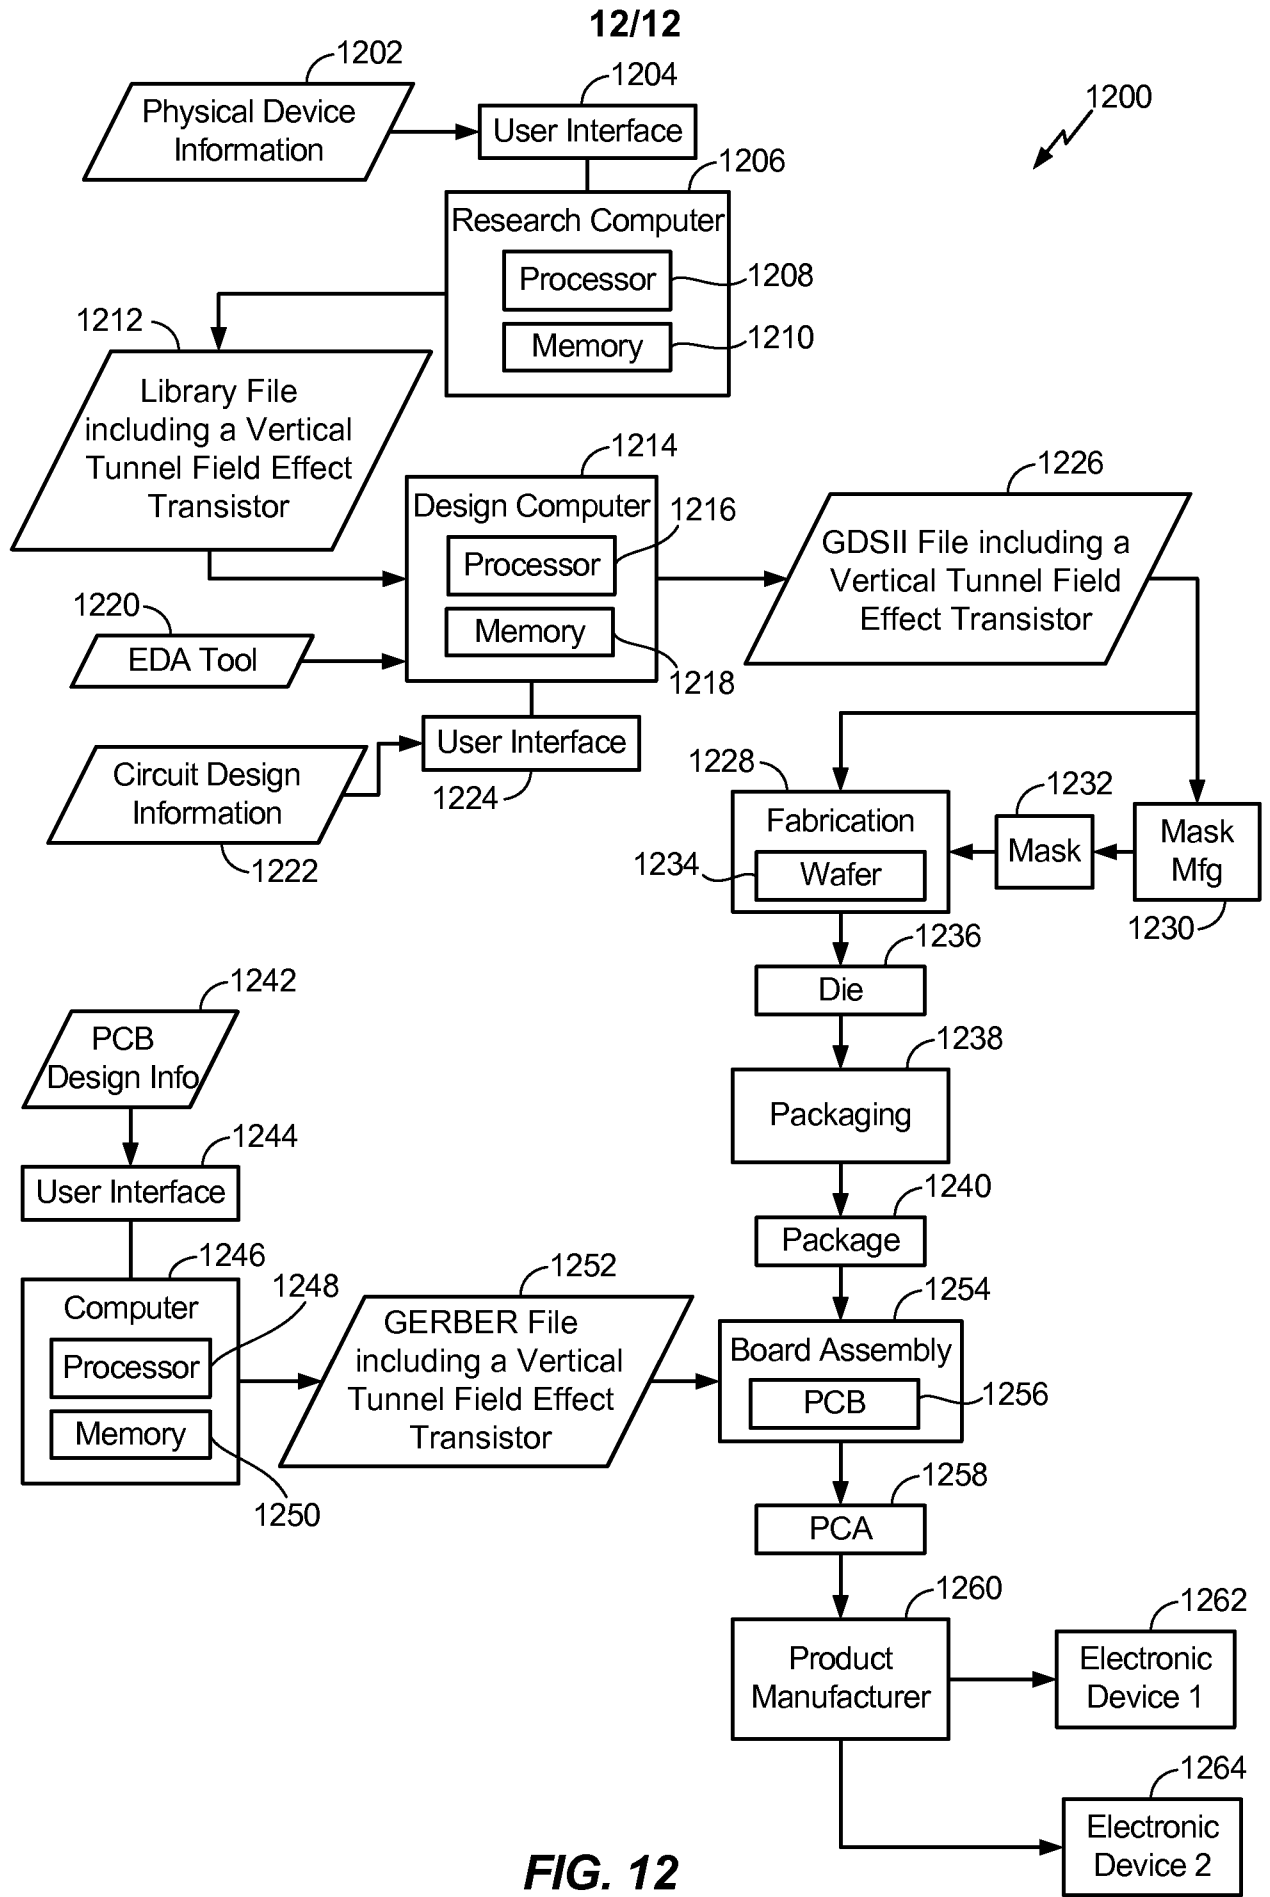 12/12
1202
Physical Device
Information
1204
User Interface
1200
1206
Research Computer
Processor
1208
Memory
1210
1212
Library File
including a Vertical
Tunnel Field Effect
Transistor
1214
Design Computer
1216
Processor
Memory
1218
1220
EDA Tool
User Interface
1224
Circuit Design
Information
1222
1226
GDSII File including a
Vertical Tunnel Field
Effect Transistor
1228
Fabrication
1234
Wafer
1232
Mask
Mask
Mfg
1230
1236
Die
1238
Packaging
1240
Package
1242
PCB
Design Info
1244
User Interface
1246
Computer
1248
Processor
Memory
1250
1252
GERBER File
including a Vertical
Tunnel Field Effect
Transistor
1254
Board Assembly
PCB
1256
1258
PCA
1260
Product
Manufacturer
1262
Electronic
Device 1
1264
Electronic
Device 2
FIG. 12